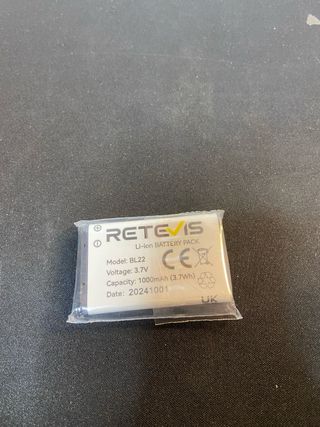 RETEVIS
Li-ion BATTERY PACK
Model: BL22
Voltage: 3.7V
Capacity: 1000mAh (3.7Wh)
Date: 20241001
CE
UK